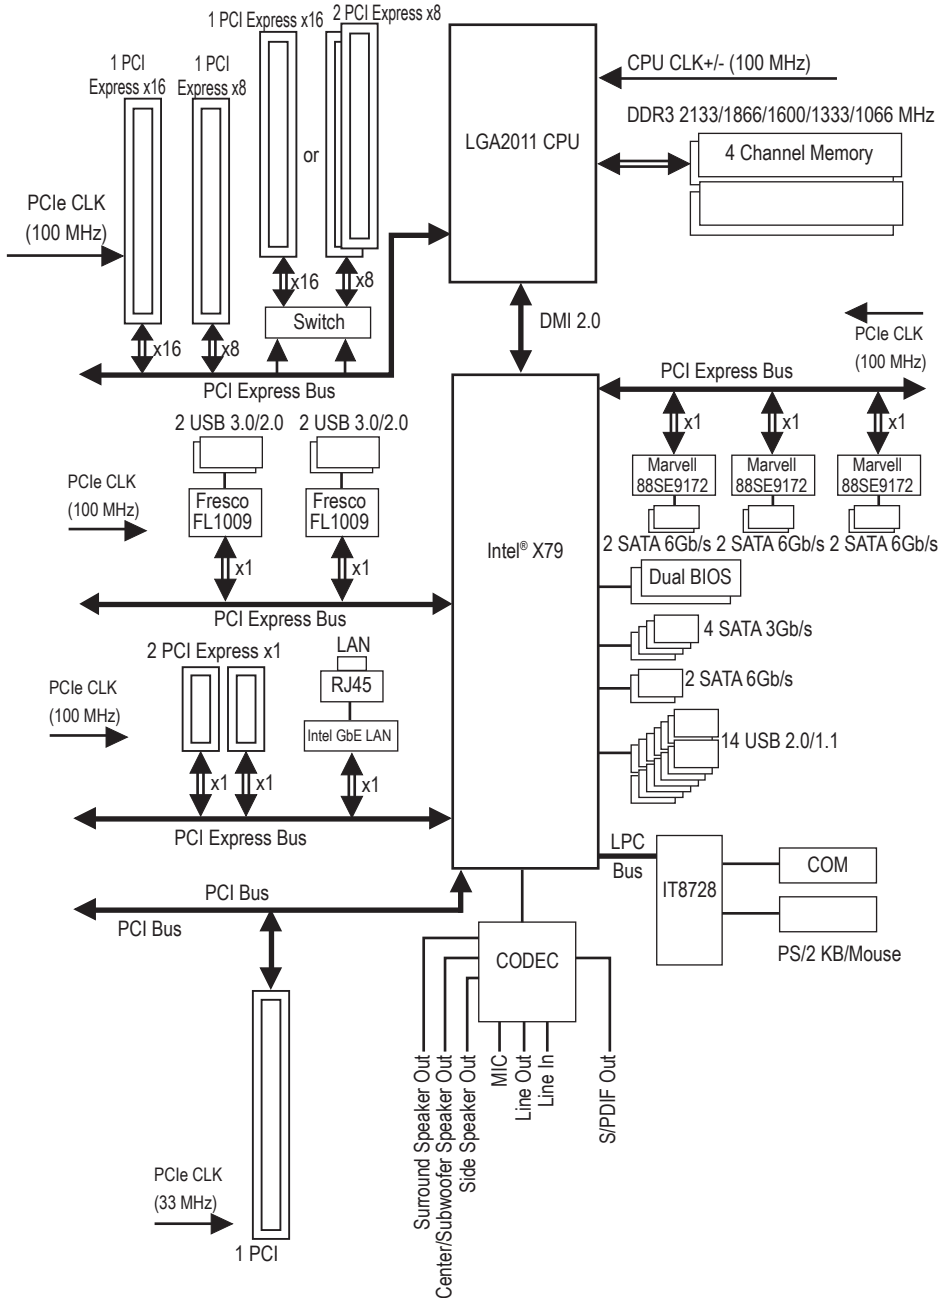 1 PCI Express x16
2 PCI Express x8
1 PCI
Express x16
1 PCI
Express x8
or
PCIe CLK
(100 MHz)
x16
x8
Switch
x16
x8
PCI Express Bus
LGA2011 CPU
CPU CLK+/- (100 MHz)
DDR3 2133/1866/1600/1333/1066 MHz
4 Channel Memory
DMI 2.0
PCIe CLK
(100 MHz)
PCI Express Bus
x1
x1
x1
Marvell
88SE9172
Marvell
88SE9172
Marvell
88SE9172
2 SATA 6Gb/s
2 SATA 6Gb/s
2 SATA 6Gb/s
2 USB 3.0/2.0
2 USB 3.0/2.0
PCIe CLK
(100 MHz)
Fresco
FL1009
Fresco
FL1009
x1
x1
PCI Express Bus
Intel® X79
Dual BIOS
4 SATA 3Gb/s
2 SATA 6Gb/s
14 USB 2.0/1.1
2 PCI Express x1
LAN
RJ45
PCIe CLK
(100 MHz)
Intel GbE LAN
x1
x1
x1
PCI Express Bus
LPC
Bus
IT8728
COM
PS/2 KB/Mouse
PCI Bus
PCI Bus
CODEC
Surround Speaker Out
Center/Subwoofer Speaker Out
Side Speaker Out
MIC
Line Out
Line In
S/PDIF Out
PCIe CLK
(33 MHz)
1 PCI